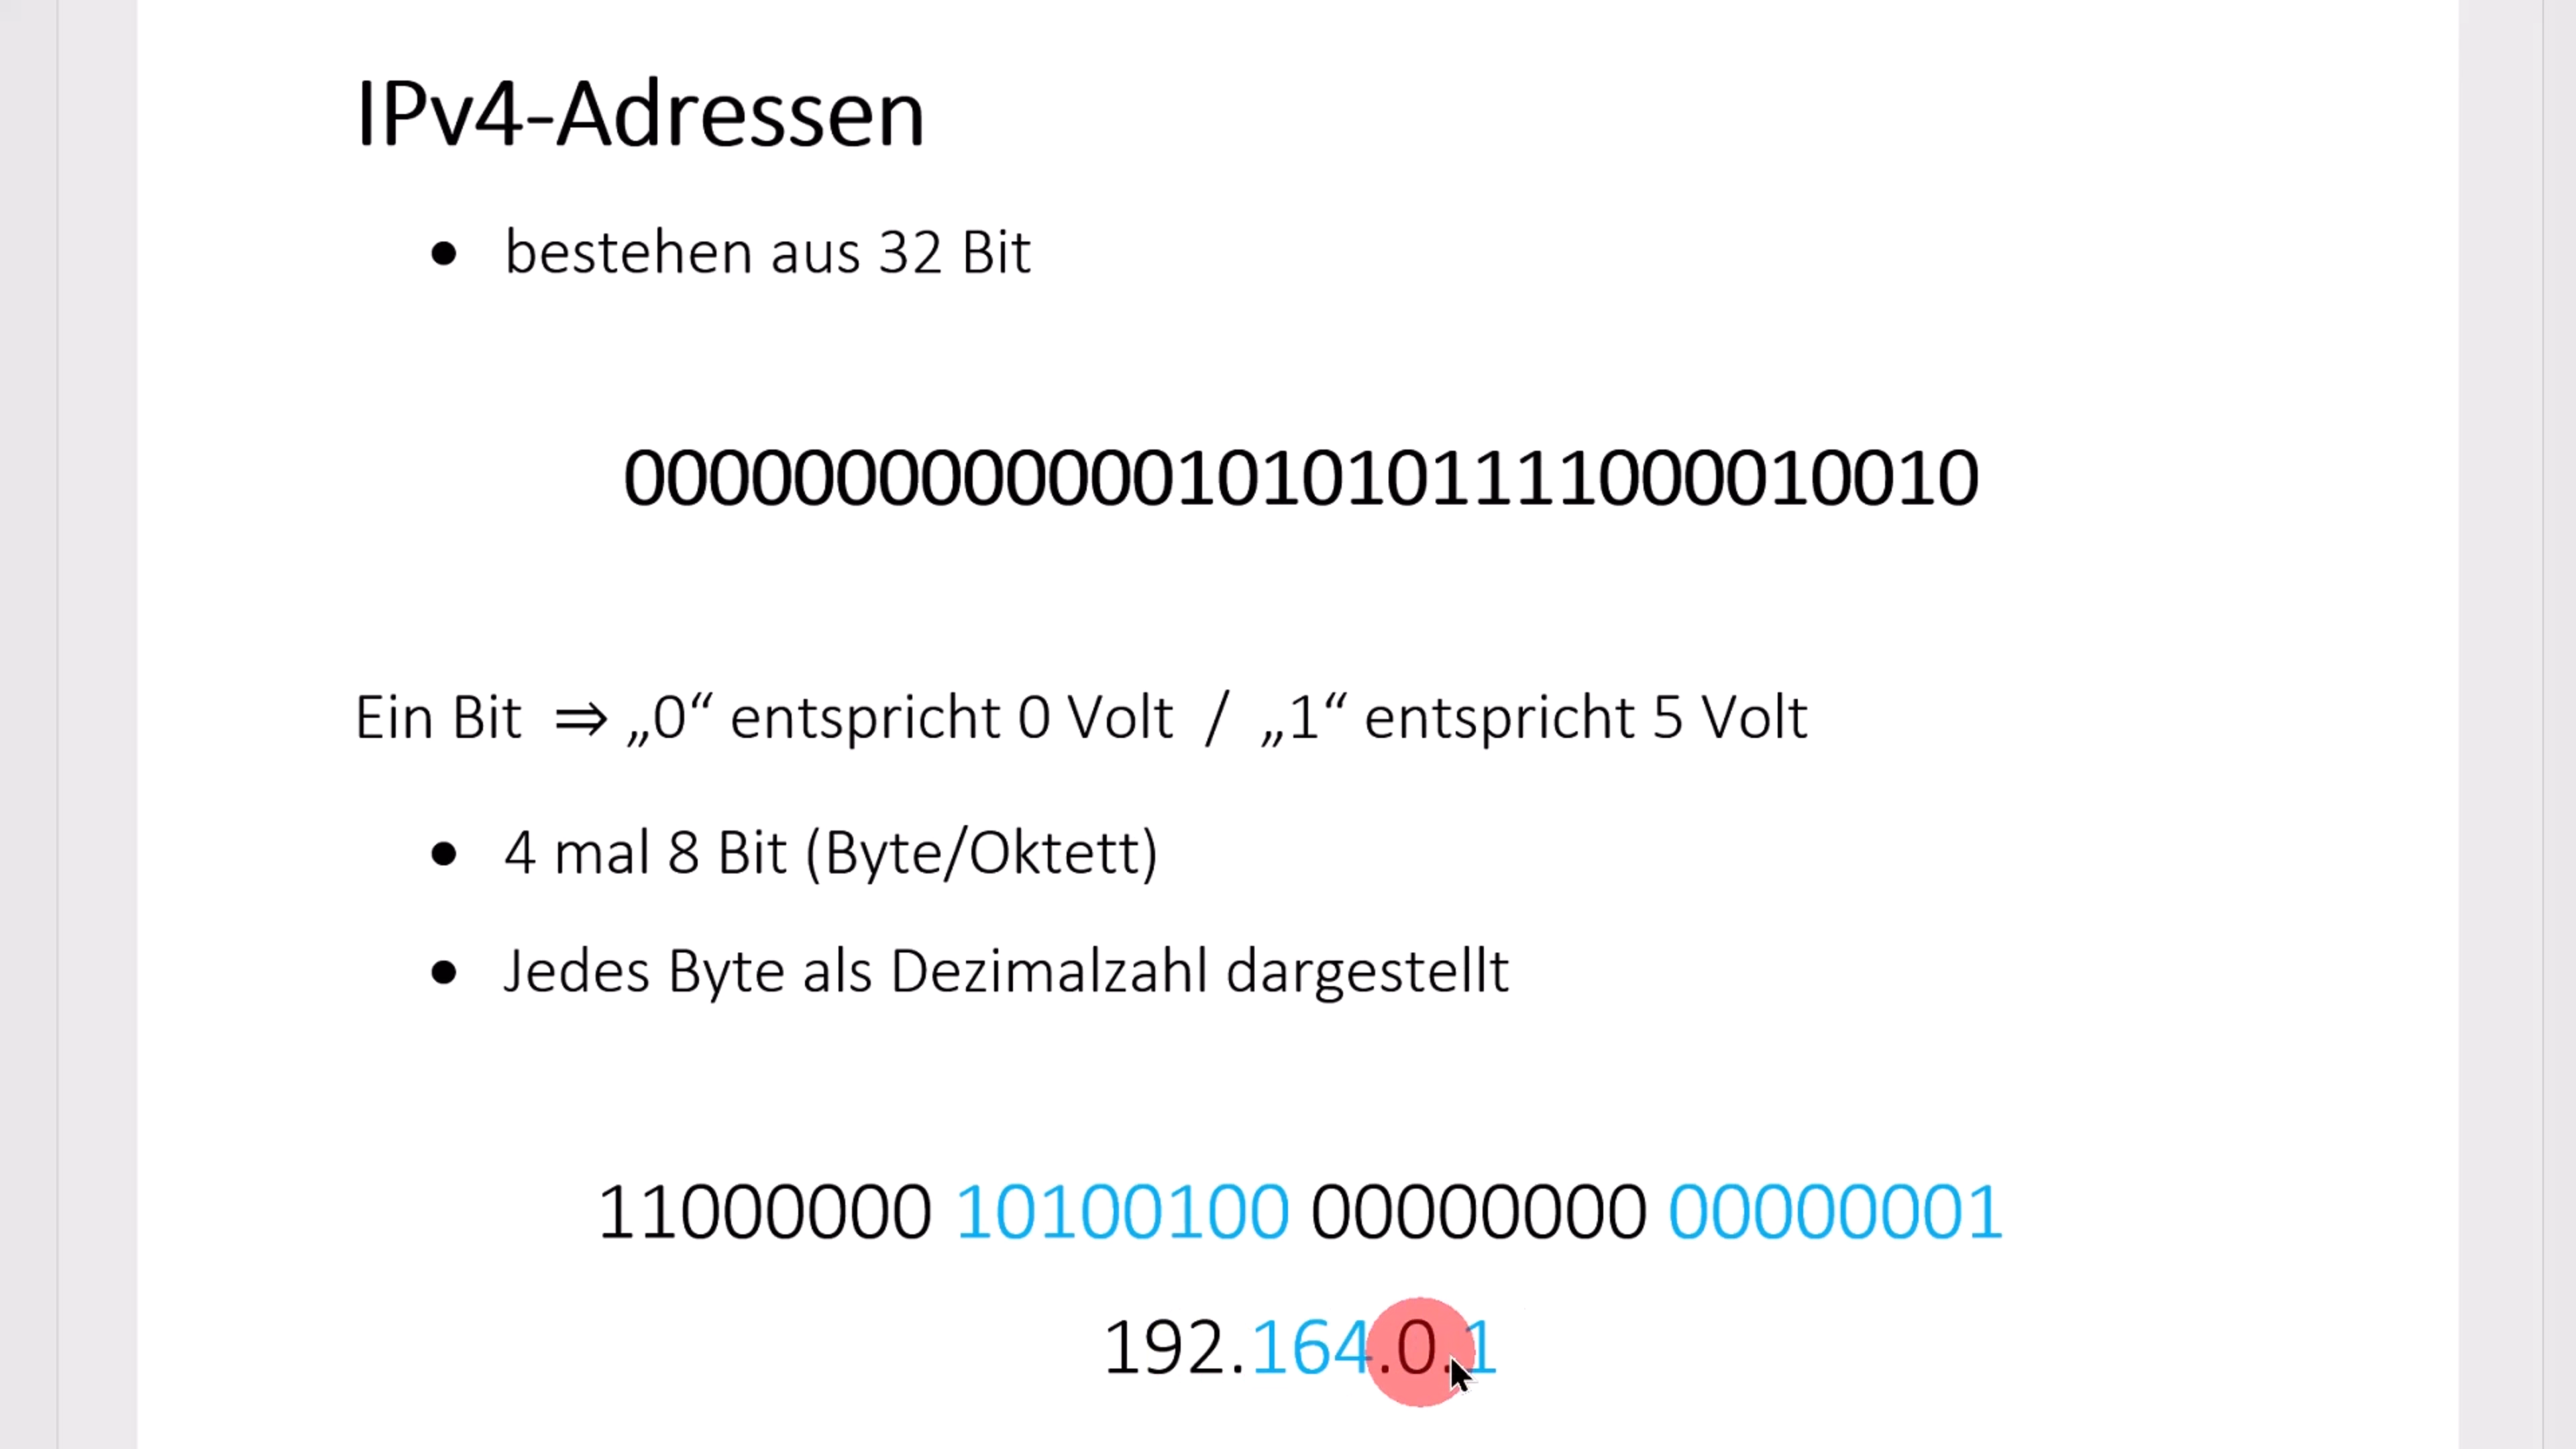 IPv4-Adressen
• bestehen aus 32 Bit
00000000000001010101111000010010
Ein Bit ⇒ „0“ entspricht 0 Volt / „1“ entspricht 5 Volt
• 4 mal 8 Bit (Byte/Oktett)
• Jedes Byte als Dezimalzahl dargestellt
11000000 10100100 00000000 00000001
192.164.0.1